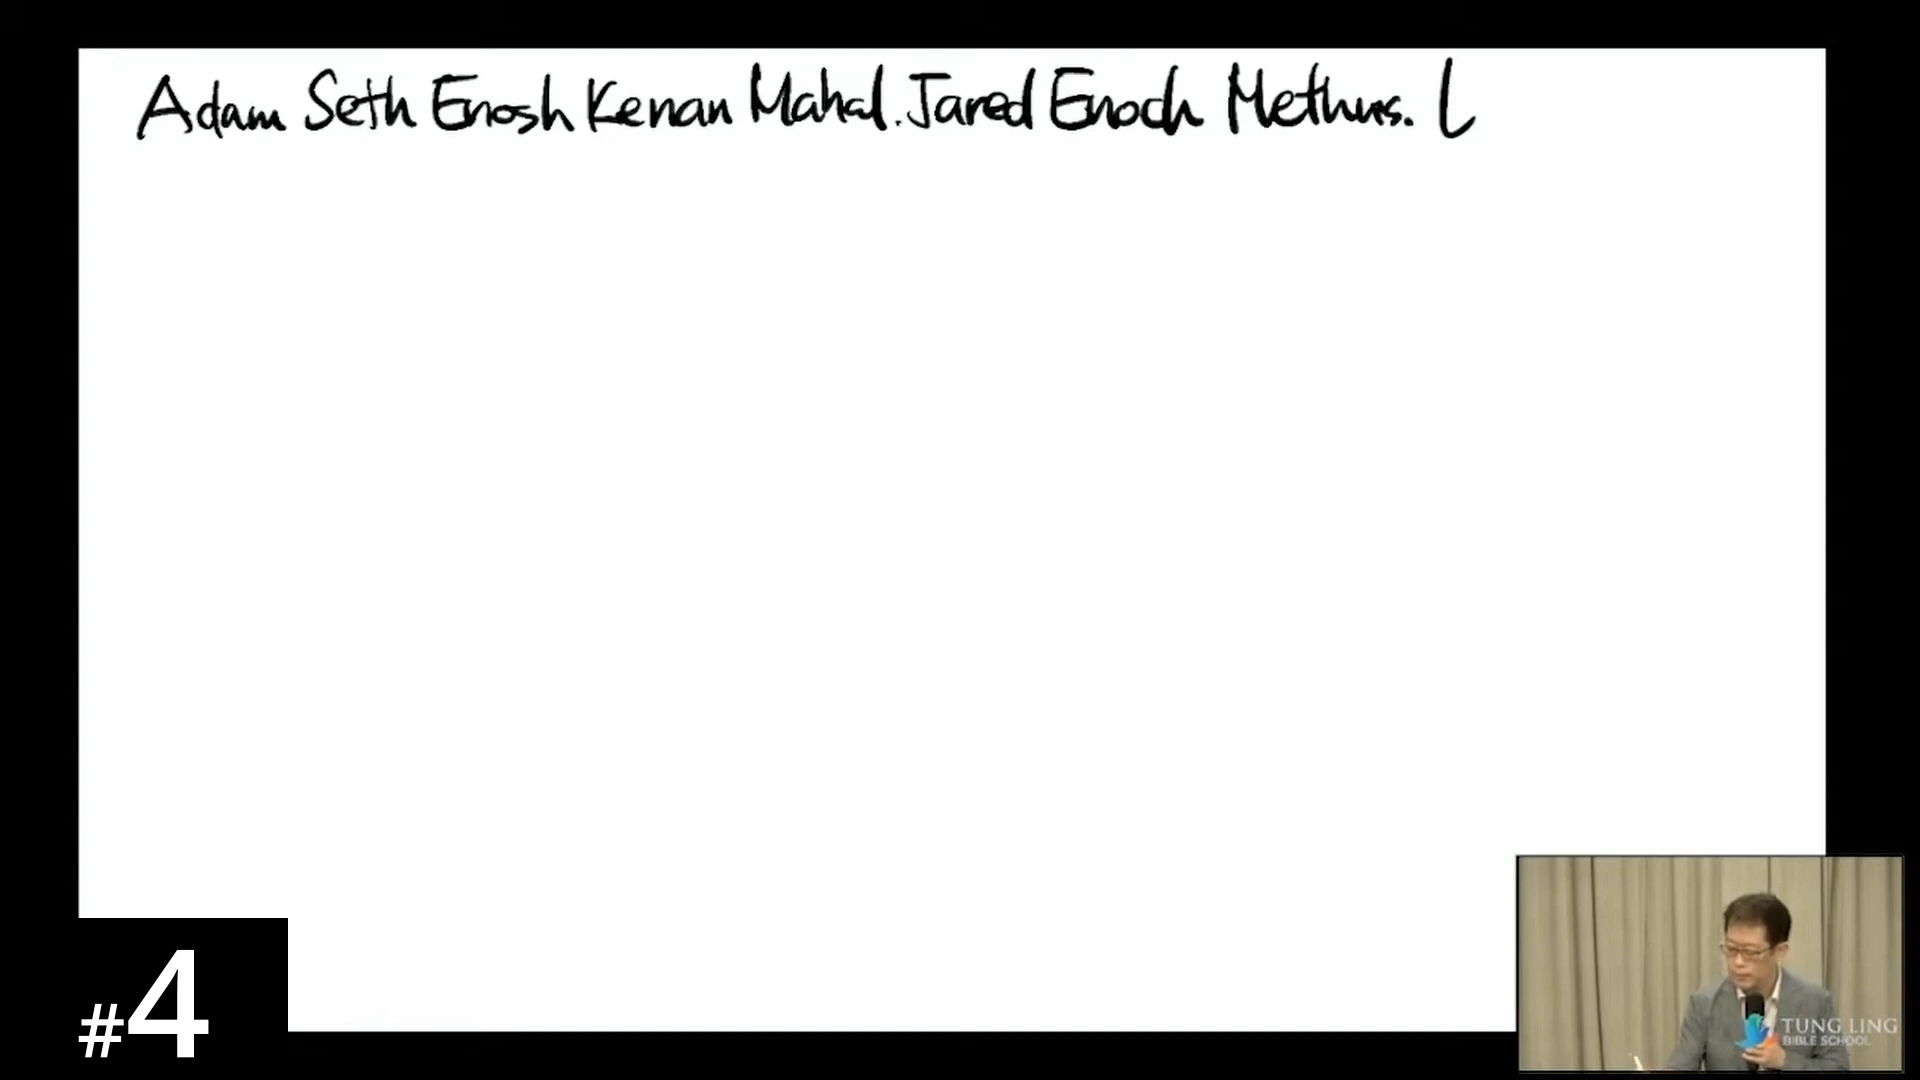 Adam Seth Enosh Kenan Mahal. Jared Enoch Methus. L
#4
TUNG LING
BIBLE SCHOOL